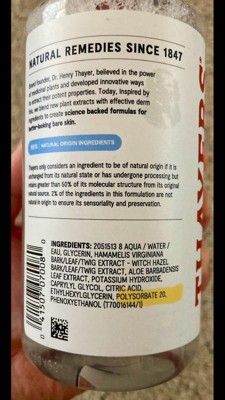 NATURAL REMEDIES SINCE 1847
Brand founder, Dr. Henry Thayer, believed in the power
of medicinal plants and developed innovative ways
to extract their potent properties. Today, inspired by
him, we blend new plant extracts with effective derm
ingredients to create science backed formulas for
better-looking bare skin.
98% NATURAL ORIGIN INGREDIENTS
Thayers only considers an ingredient to be of natural origin if it is
unchanged from its natural state or has undergone processing but
retains greater than 50% of its molecular structure from its original
natural source. 2% of the ingredients in this formulation are not
natural in origin to ensure its sensoriality and preservation.
INGREDIENTS: 2051513 8 AQUA / WATER /
EAU, GLYCERIN, HAMAMELIS VIRGINIANA
BARK/LEAF/TWIG EXTRACT - WITCH HAZEL
BARK/LEAF/TWIG EXTRACT, ALOE BARBADENSIS
LEAF EXTRACT, POTASSIUM HYDROXIDE,
CAPRYLYL GLYCOL, CITRIC ACID,
ETHYLHEXYLGLYCERIN, POLYSORBATE 20,
PHENOXYETHANOL (T70016144/1)